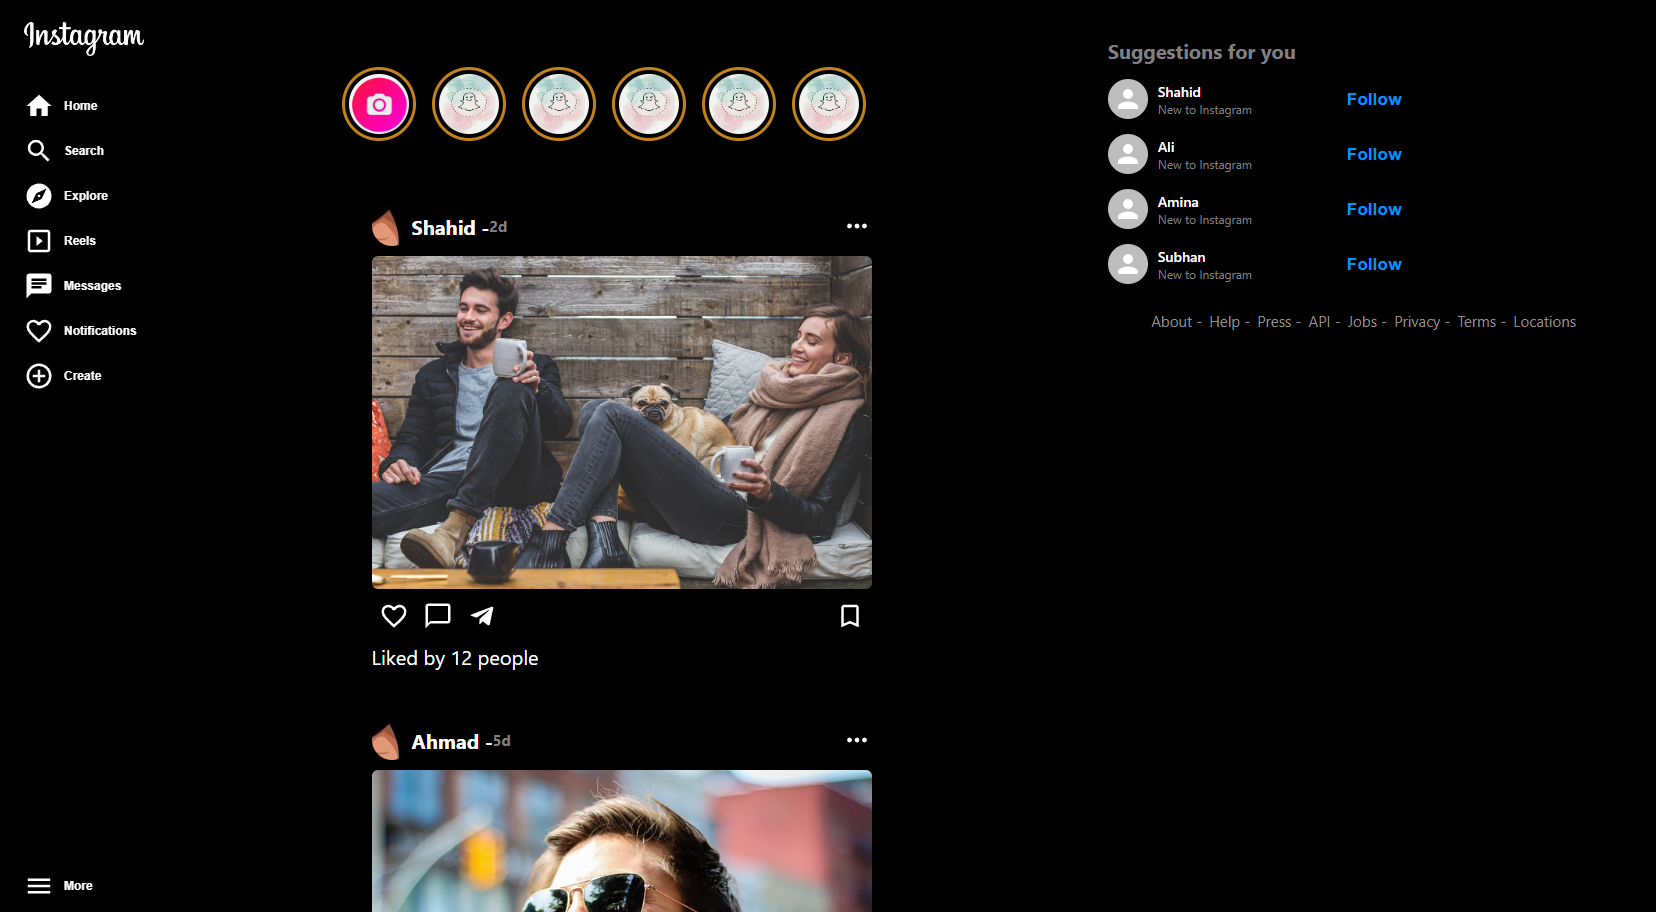 Instagram
Home
Search
Explore
Reels
Messages
Notifications
Create
More
Shahid -2d
Liked by 12 people
Ahmad -5d
Suggestions for you
Shahid
New to Instagram
Follow
Ali
New to Instagram
Follow
Amina
New to Instagram
Follow
Subhan
New to Instagram
Follow
About - Help - Press - API - Jobs - Privacy - Terms - Locations